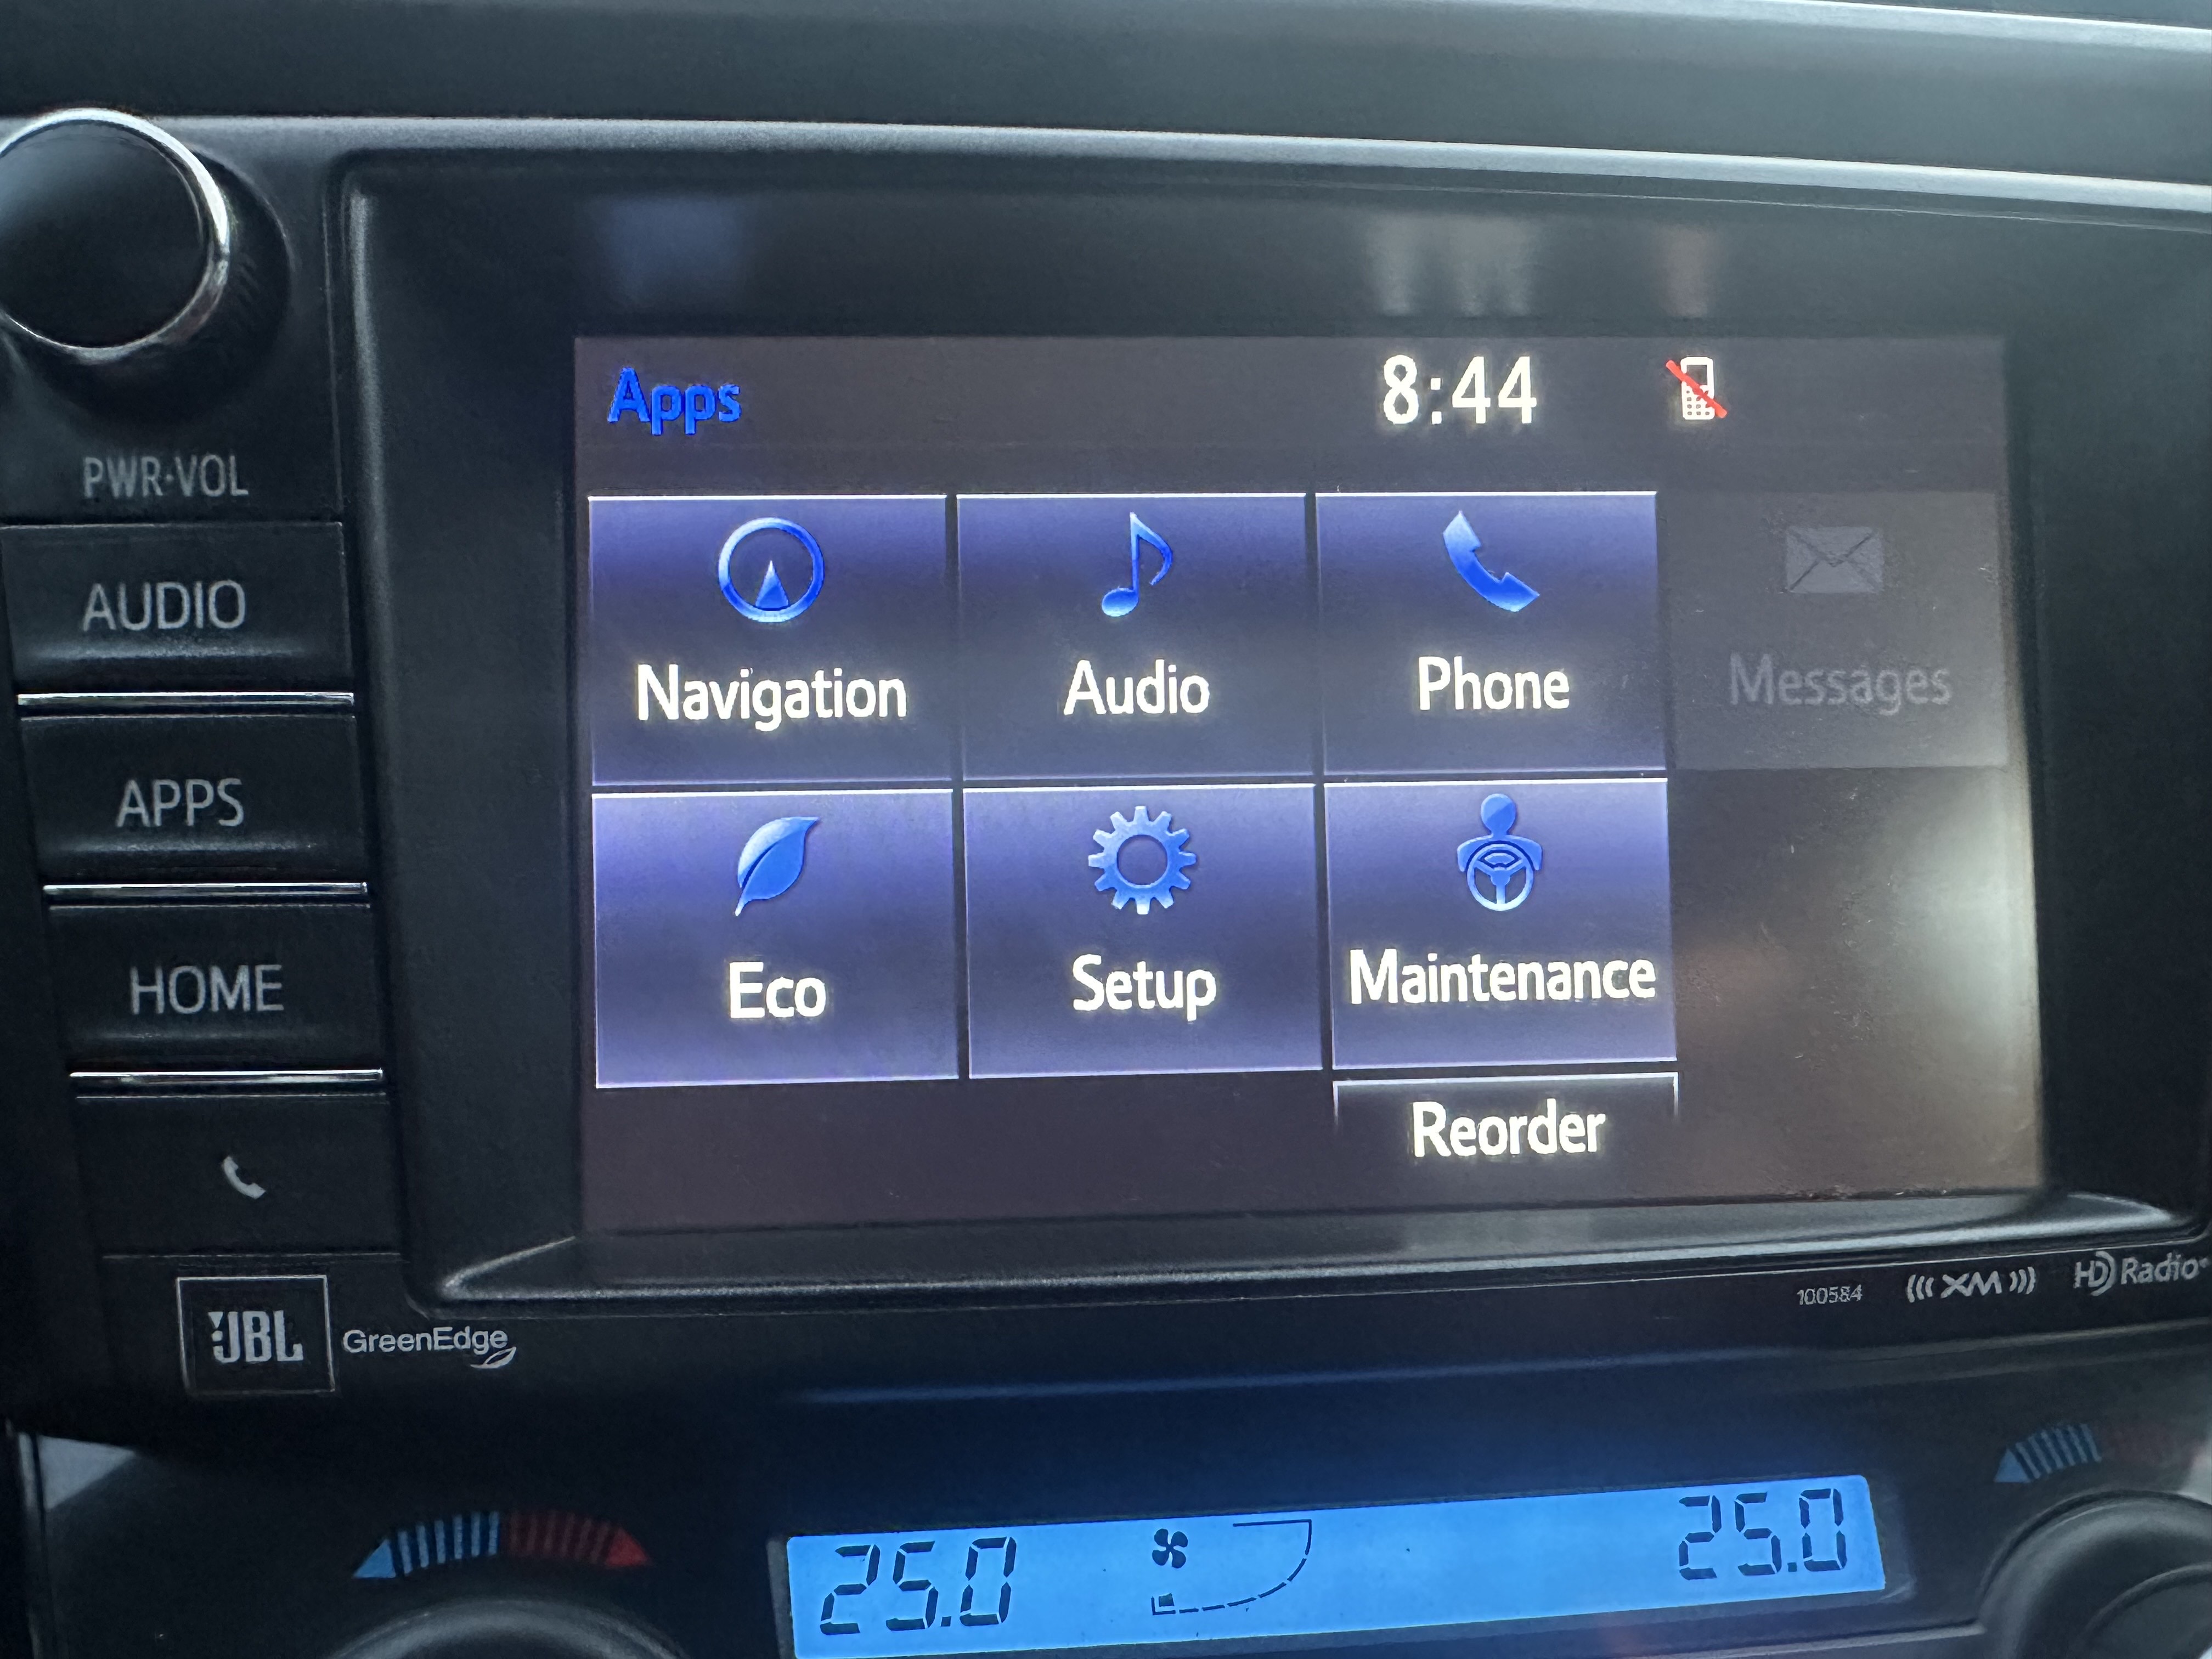 Apps
8:44
PWR·VOL
AUDIO
APPS
HOME
Navigation
Audio
Phone
Messages
Eco
Setup
Maintenance
Reorder
100584
((( XM )))
HD Radio
JBL
GreenEdge
25.0
25.0